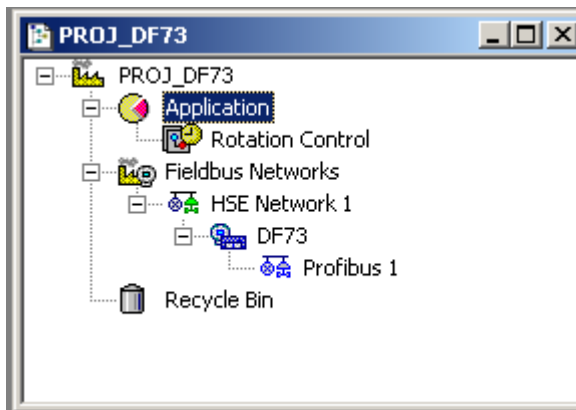 PROJ_DF73
PROJ_DF73
Application
Rotation Control
Fieldbus Networks
HSE Network 1
DF73
Profibus 1
Recycle Bin